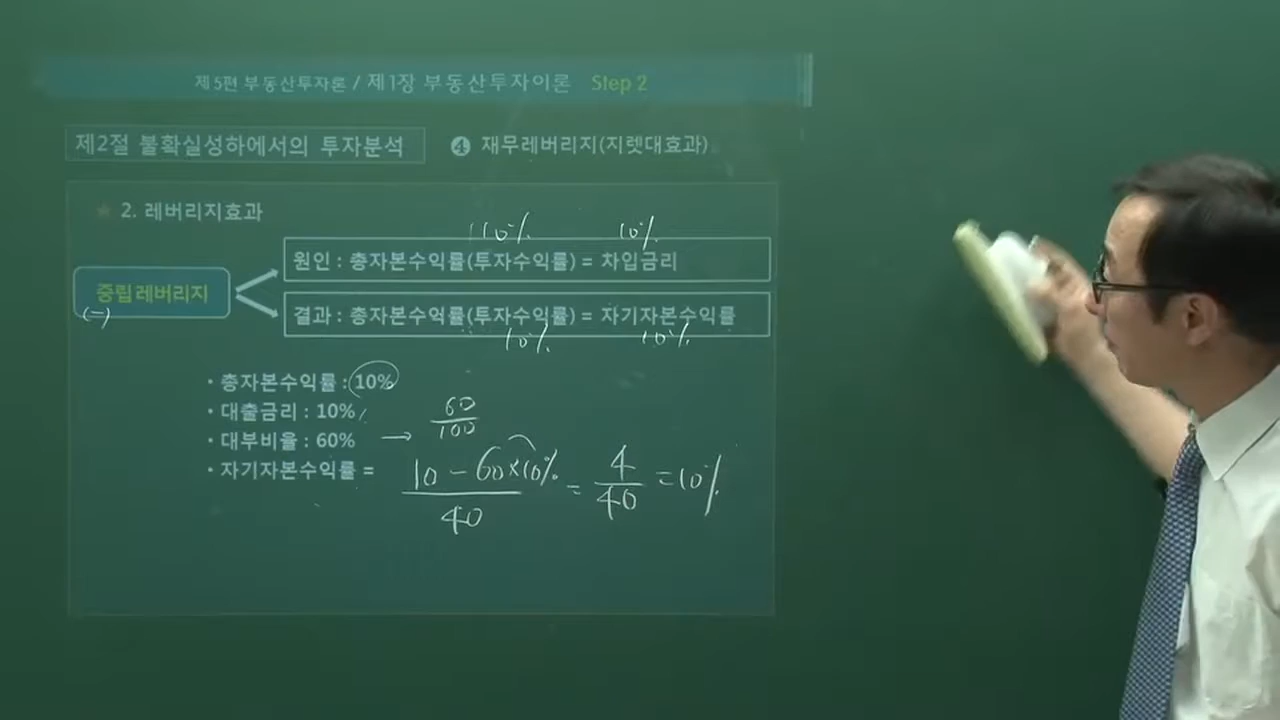 제5편 부동산투자론 / 제1장 부동산투자이론 Step 2
제2절 불확실성하에서의 투자분석
④ 재무레버리지(지렛대효과)
★ 2. 레버리지효과
10% 10%
원인 : 총자본수익률(투자수익률) = 차입금리
중립레버리지
(-)
결과 : 총자본수익률(투자수익률) = 자기자본수익률
10% 10%
· 총자본수익률 : 10%
· 대출금리 : 10%
· 대부비율 : 60% → 60/100
· 자기자본수익률 = 10 - 60×10% / 40 = 4/40 = 10%